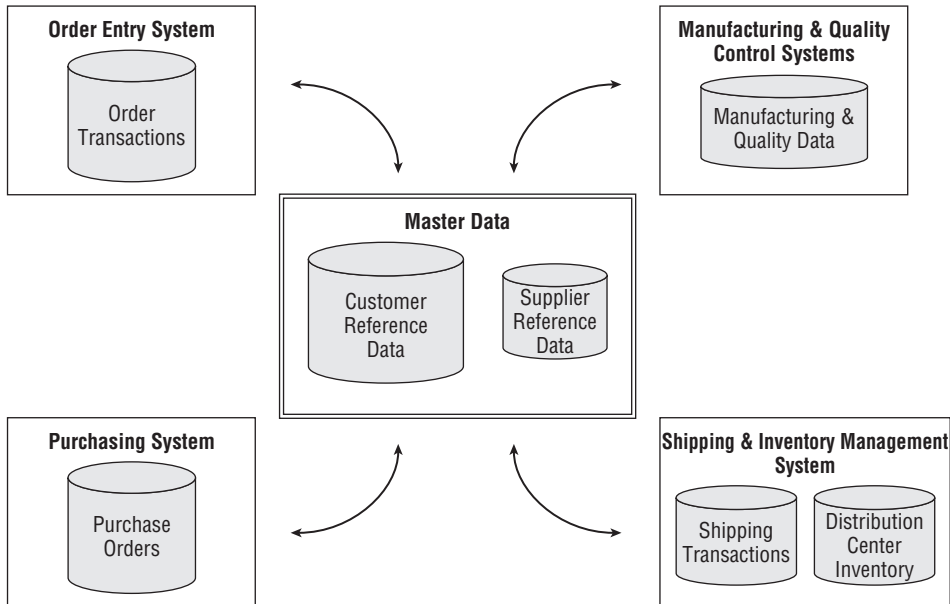 Order Entry System
Order
Transactions
Manufacturing & Quality
Control Systems
Manufacturing &
Quality Data
Master Data
Customer
Reference
Data
Supplier
Reference
Data
Purchasing System
Purchase
Orders
Shipping & Inventory Management
System
Shipping
Transactions
Distribution
Center
Inventory